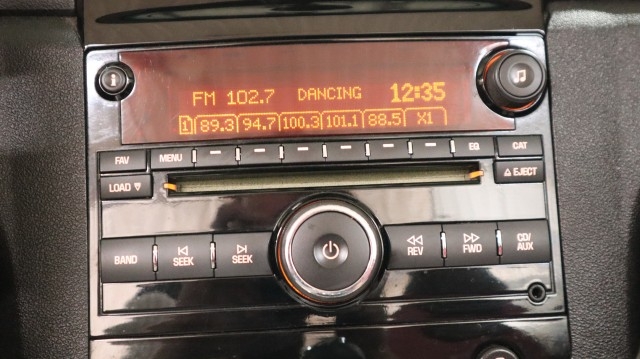 FM 102.7 DANCING 12:35
1 89.3 94.7 100.3 101.1 88.5 X1
FAV MENU EQ CAT
LOAD EJECT
BAND SEEK SEEK REV FWD CD/AUX